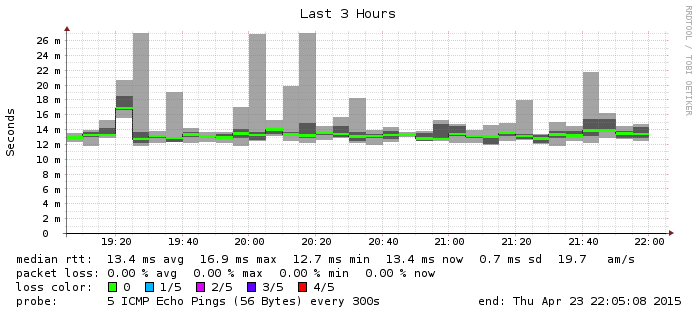 Last 3 Hours
RRDTOOL / TOBI OETIKER
Seconds
26 m
24 m
22 m
20 m
18 m
16 m
14 m
12 m
10 m
8 m
6 m
4 m
2 m
0
19:20 19:40 20:00 20:20 20:40 21:00 21:20 21:40 22:00
median rtt: 13.4 ms avg 16.9 ms max 12.7 ms min 13.4 ms now 0.7 ms sd 19.7 am/s
packet loss: 0.00 % avg 0.00 % max 0.00 % min 0.00 % now
loss color: 0 1/5 2/5 3/5 4/5
probe: 5 ICMP Echo Pings (56 Bytes) every 300s end: Thu Apr 23 22:05:08 2015